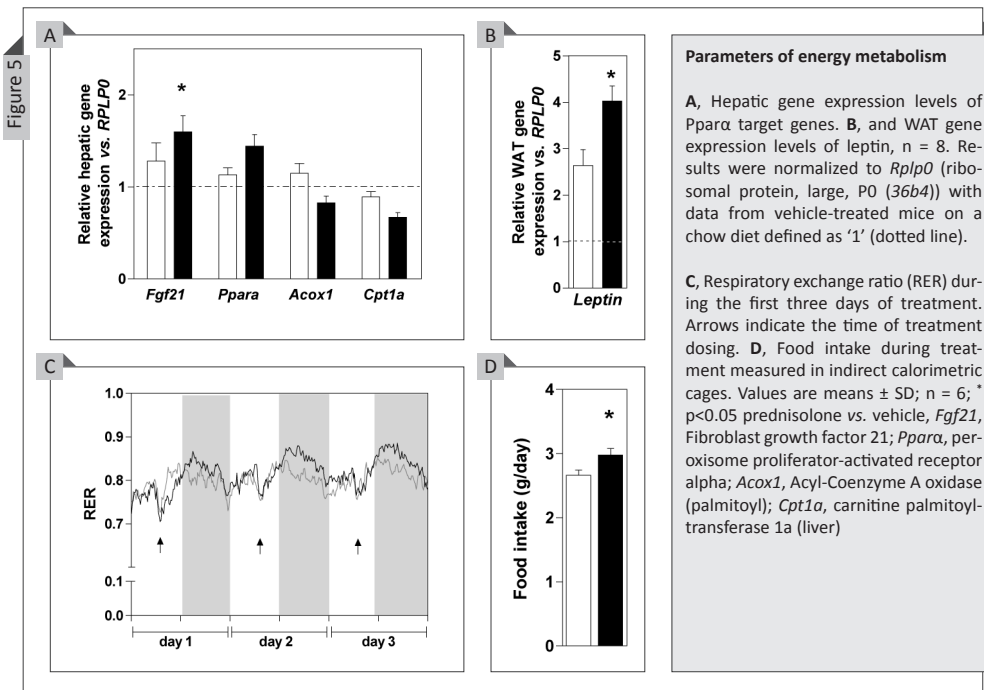 Figure 5
A
Relative hepatic gene
expression vs. RPLP0
2
1
0
*
Fgf21 Ppara Acox1 Cpt1a
B
Relative WAT gene
expression vs. RPLP0
5
4
3
2
1
0
*
Leptin
C
RER
1.0
0.9
0.8
0.7
0.1
0.0
day 1 day 2 day 3
D
Food intake (g/day)
4
3
2
1
0
*
Parameters of energy metabolism
A, Hepatic gene expression levels of
Pparα target genes. B, and WAT gene
expression levels of leptin, n = 8. Re-
sults were normalized to Rplp0 (ribo-
somal protein, large, P0 (36b4)) with
data from vehicle-treated mice on a
chow diet defined as ‘1’ (dotted line).
C, Respiratory exchange ratio (RER) dur-
ing the first three days of treatment.
Arrows indicate the time of treatment
dosing. D, Food intake during treat-
ment measured in indirect calorimetric
cages. Values are means ± SD; n = 6; *
p<0.05 prednisolone vs. vehicle, Fgf21,
Fibroblast growth factor 21; Pparα, per-
oxisome proliferator-activated receptor
alpha; Acox1, Acyl-Coenzyme A oxidase
(palmitoyl); Cpt1a, carnitine palmitoyl-
transferase 1a (liver)